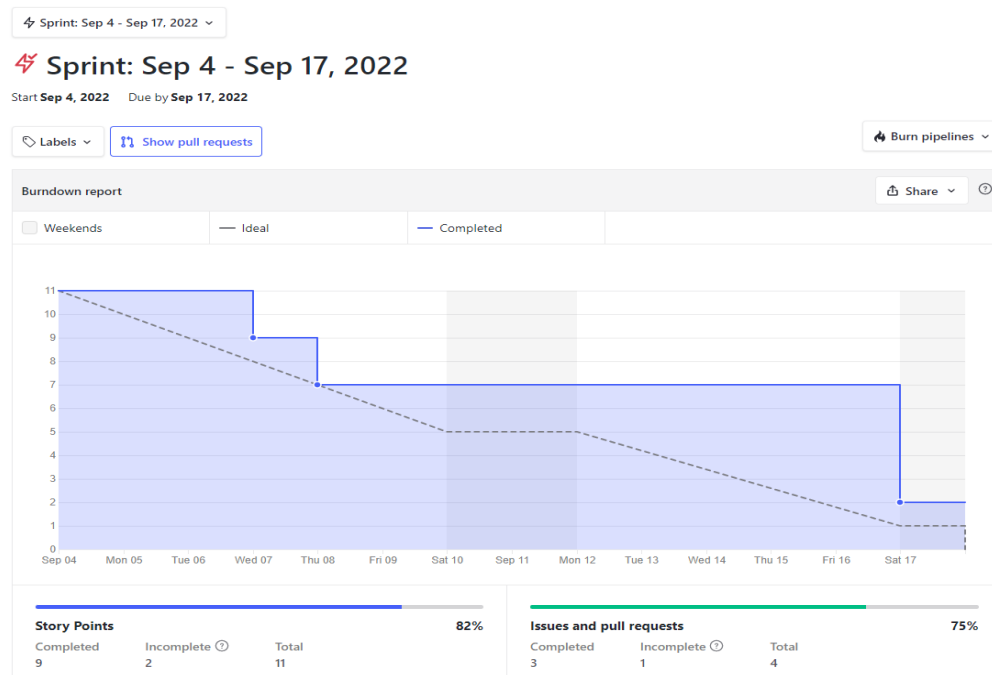 Sprint: Sep 4 - Sep 17, 2022
Sprint: Sep 4 - Sep 17, 2022
Start Sep 4, 2022 Due by Sep 17, 2022
Labels Show pull requests Burn pipelines
Burndown report Share ?
Weekends Ideal Completed
11
10
9
8
7
6
5
4
3
2
1
0
Sep 04 Mon 05 Tue 06 Wed 07 Thu 08 Fri 09 Sat 10 Sep 11 Mon 12 Tue 13 Wed 14 Thu 15 Fri 16 Sat 17
Story Points 82% Issues and pull requests 75%
Completed Incomplete ? Total Completed Incomplete ? Total
9 2 11 3 1 4